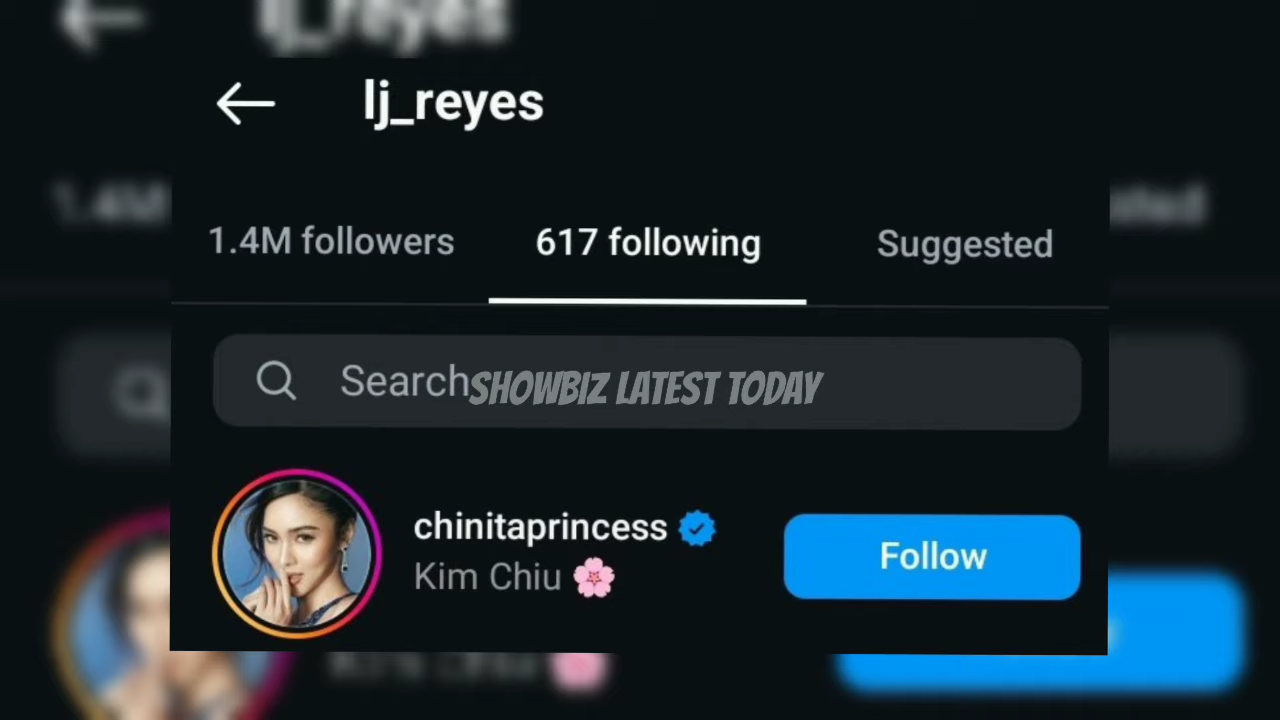 lj_reyes
1.4M followers
617 following
Suggested
Search
SHOWBIZ LATEST TODAY
chinitaprincess
Kim Chiu 🌸
Follow